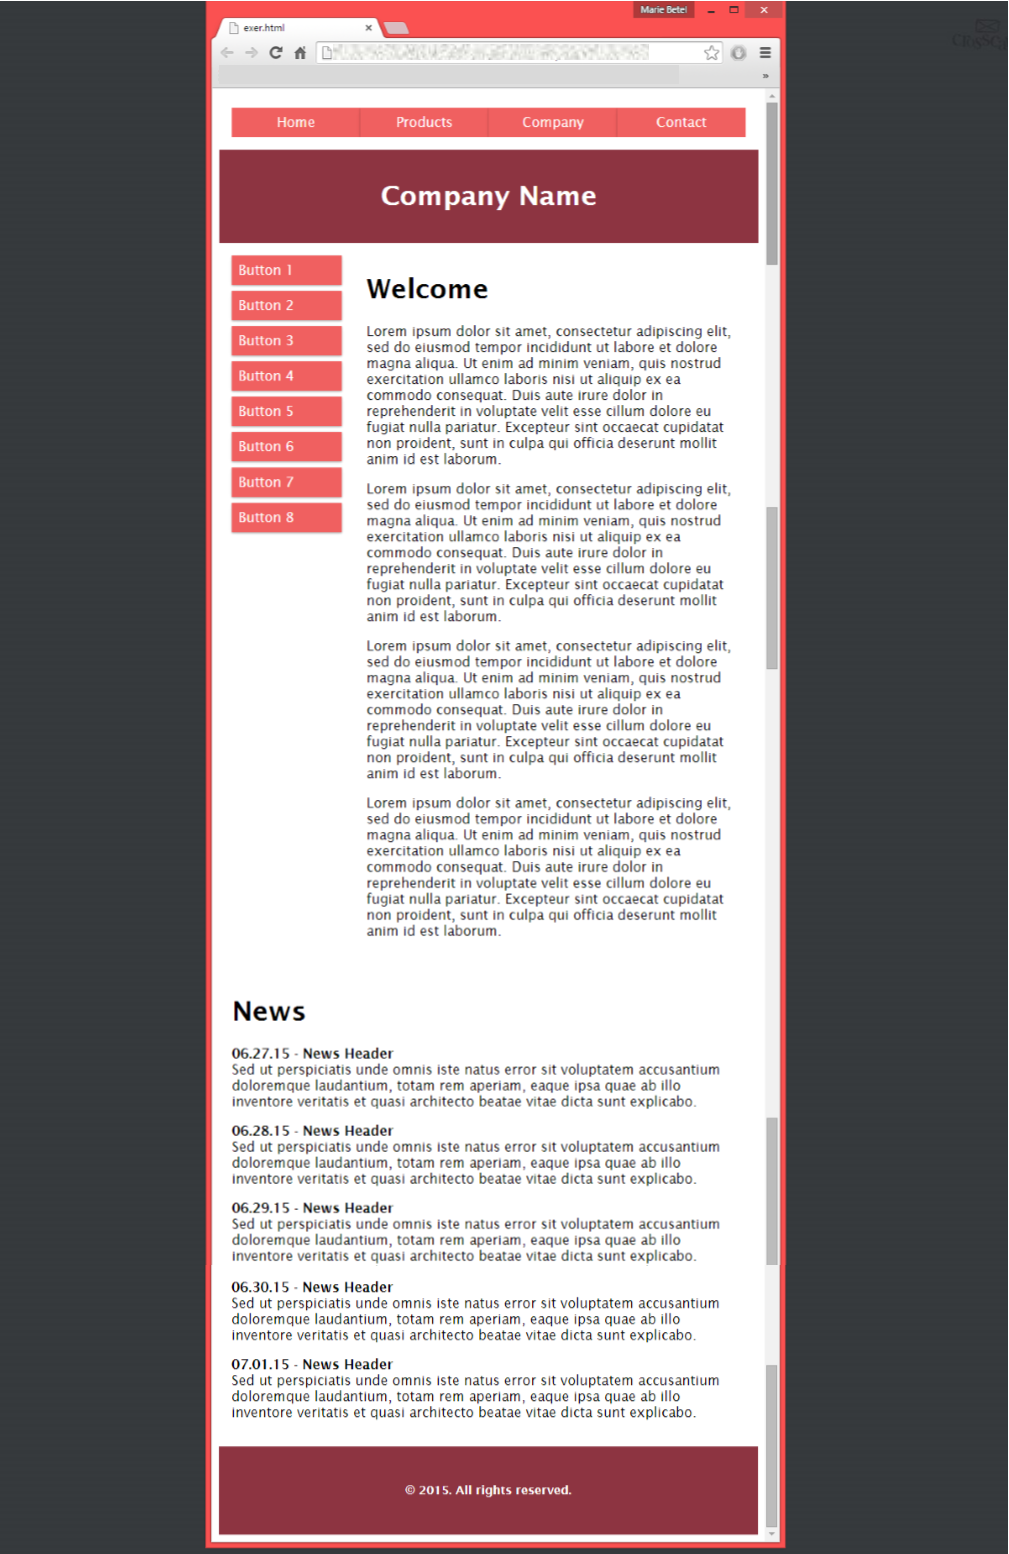 Marie Betel
exer.html
Home Products Company Contact
Company Name
Button 1
Button 2
Button 3
Button 4
Button 5
Button 6
Button 7
Button 8
Welcome
Lorem ipsum dolor sit amet, consectetur adipiscing elit,
sed do eiusmod tempor incididunt ut labore et dolore
magna aliqua. Ut enim ad minim veniam, quis nostrud
exercitation ullamco laboris nisi ut aliquip ex ea
commodo consequat. Duis aute irure dolor in
reprehenderit in voluptate velit esse cillum dolore eu
fugiat nulla pariatur. Excepteur sint occaecat cupidatat
non proident, sunt in culpa qui officia deserunt mollit
anim id est laborum.
Lorem ipsum dolor sit amet, consectetur adipiscing elit,
sed do eiusmod tempor incididunt ut labore et dolore
magna aliqua. Ut enim ad minim veniam, quis nostrud
exercitation ullamco laboris nisi ut aliquip ex ea
commodo consequat. Duis aute irure dolor in
reprehenderit in voluptate velit esse cillum dolore eu
fugiat nulla pariatur. Excepteur sint occaecat cupidatat
non proident, sunt in culpa qui officia deserunt mollit
anim id est laborum.
Lorem ipsum dolor sit amet, consectetur adipiscing elit,
sed do eiusmod tempor incididunt ut labore et dolore
magna aliqua. Ut enim ad minim veniam, quis nostrud
exercitation ullamco laboris nisi ut aliquip ex ea
commodo consequat. Duis aute irure dolor in
reprehenderit in voluptate velit esse cillum dolore eu
fugiat nulla pariatur. Excepteur sint occaecat cupidatat
non proident, sunt in culpa qui officia deserunt mollit
anim id est laborum.
Lorem ipsum dolor sit amet, consectetur adipiscing elit,
sed do eiusmod tempor incididunt ut labore et dolore
magna aliqua. Ut enim ad minim veniam, quis nostrud
exercitation ullamco laboris nisi ut aliquip ex ea
commodo consequat. Duis aute irure dolor in
reprehenderit in voluptate velit esse cillum dolore eu
fugiat nulla pariatur. Excepteur sint occaecat cupidatat
non proident, sunt in culpa qui officia deserunt mollit
anim id est laborum.
News
06.27.15 - News Header
Sed ut perspiciatis unde omnis iste natus error sit voluptatem accusantium
doloremque laudantium, totam rem aperiam, eaque ipsa quae ab illo
inventore veritatis et quasi architecto beatae vitae dicta sunt explicabo.
06.28.15 - News Header
Sed ut perspiciatis unde omnis iste natus error sit voluptatem accusantium
doloremque laudantium, totam rem aperiam, eaque ipsa quae ab illo
inventore veritatis et quasi architecto beatae vitae dicta sunt explicabo.
06.29.15 - News Header
Sed ut perspiciatis unde omnis iste natus error sit voluptatem accusantium
doloremque laudantium, totam rem aperiam, eaque ipsa quae ab illo
inventore veritatis et quasi architecto beatae vitae dicta sunt explicabo.
06.30.15 - News Header
Sed ut perspiciatis unde omnis iste natus error sit voluptatem accusantium
doloremque laudantium, totam rem aperiam, eaque ipsa quae ab illo
inventore veritatis et quasi architecto beatae vitae dicta sunt explicabo.
07.01.15 - News Header
Sed ut perspiciatis unde omnis iste natus error sit voluptatem accusantium
doloremque laudantium, totam rem aperiam, eaque ipsa quae ab illo
inventore veritatis et quasi architecto beatae vitae dicta sunt explicabo.
© 2015. All rights reserved.